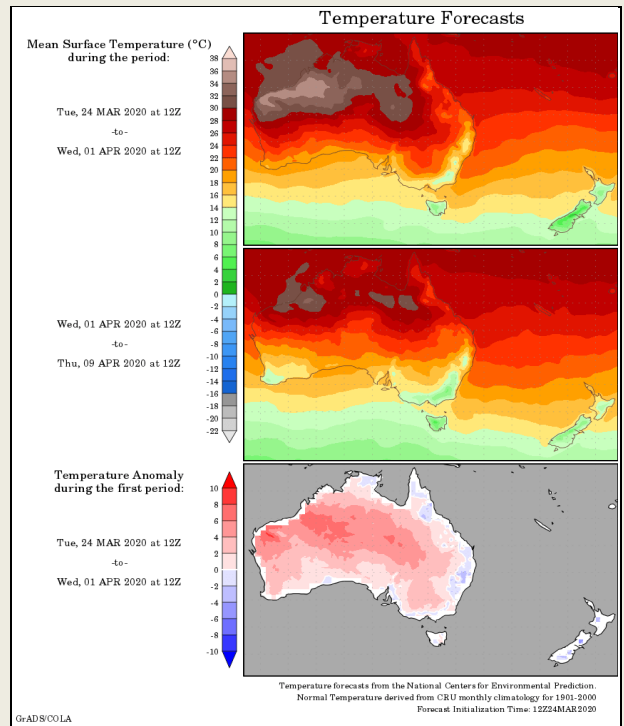 Temperature Forecasts
Mean Surface Temperature (°C)
during the period:
38
36
34
32
30
28
26
24
22
20
18
16
14
12
10
8
6
4
2
0
-2
-4
-6
-8
-10
-12
-14
-16
-18
-20
-22
Tue, 24 MAR 2020 at 12Z
-to-
Wed, 01 APR 2020 at 12Z
Wed, 01 APR 2020 at 12Z
-to-
Thu, 09 APR 2020 at 12Z
Temperature Anomaly
during the first period:
10
8
6
4
2
0
-2
-4
-6
-8
-10
Tue, 24 MAR 2020 at 12Z
-to-
Wed, 01 APR 2020 at 12Z
Temperature forecasts from the National Centers for Environmental Prediction.
Normal Temperature derived from CRU monthly climatology for 1901-2000
Forecast Initialization Time: 12Z24MAR2020
GrADS/COLA